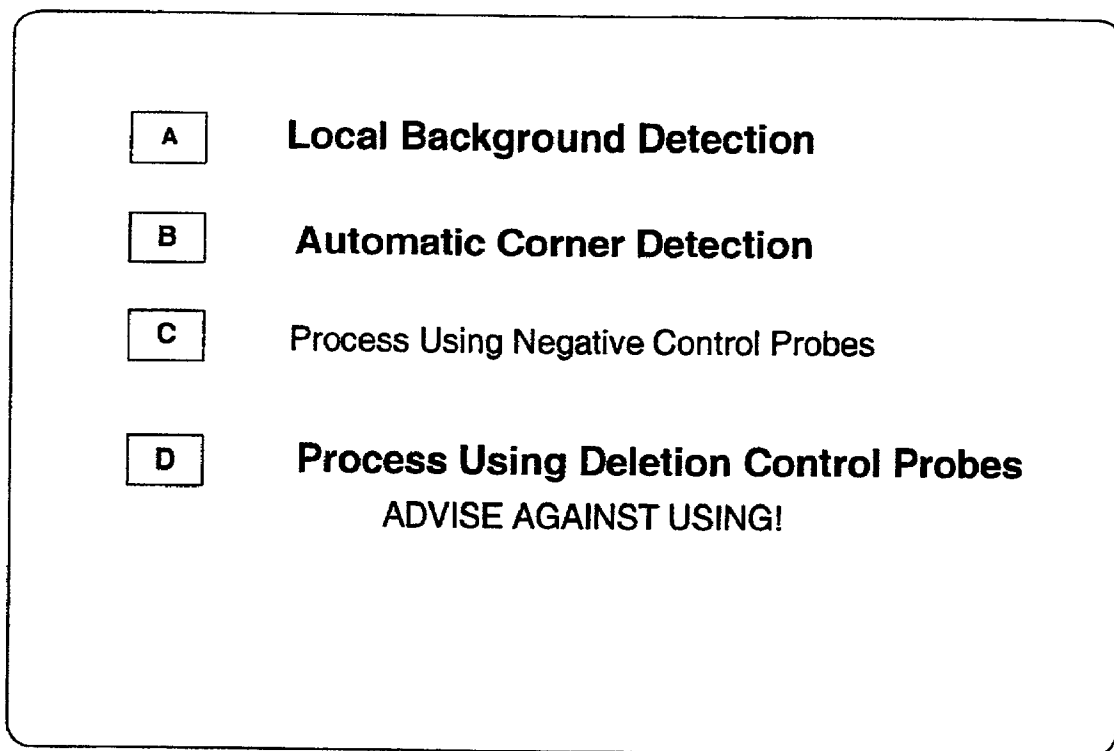 A Local Background Detection
B Automatic Corner Detection
C Process Using Negative Control Probes
D Process Using Deletion Control Probes
ADVISE AGAINST USING!